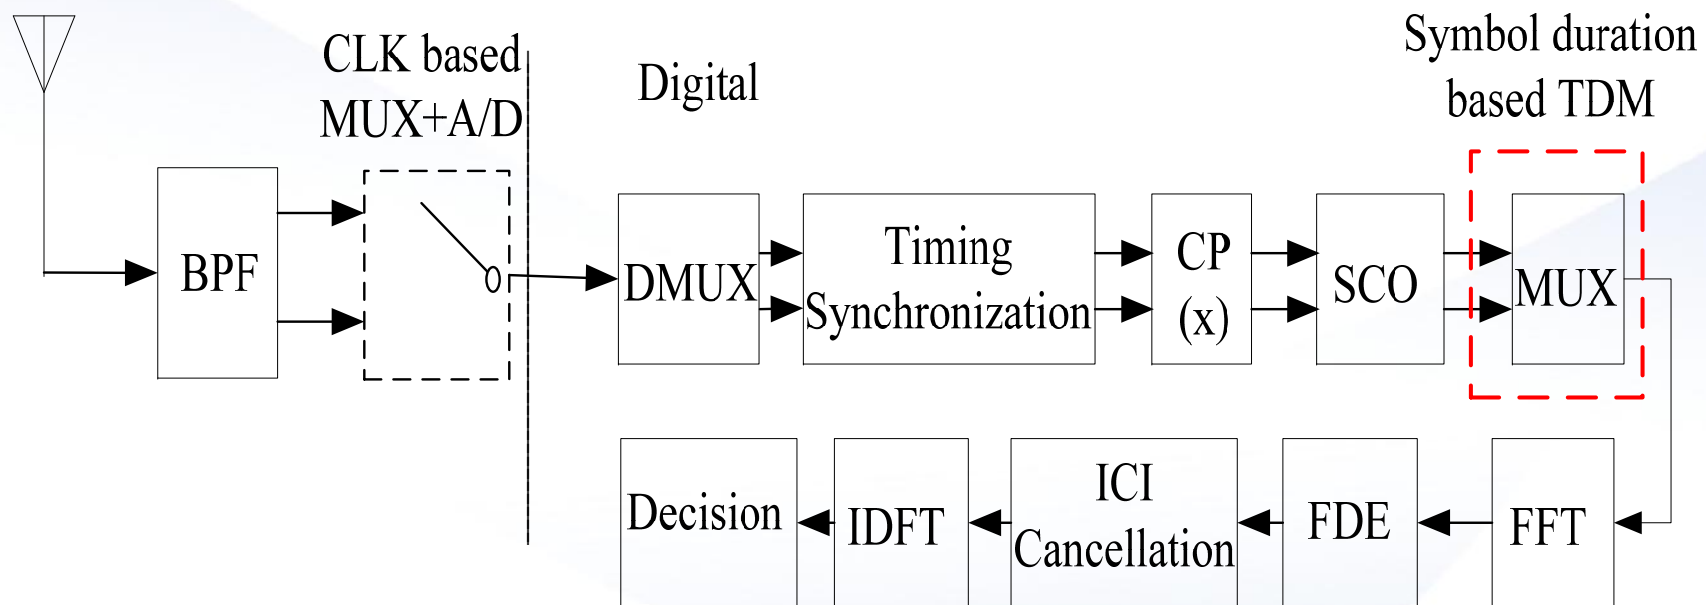 CLK based
MUX+A/D
Digital
Symbol duration
based TDM
BPF
DMUX
Timing
Synchronization
CP
(x)
SCO
MUX
Decision
IDFT
ICI
Cancellation
FDE
FFT